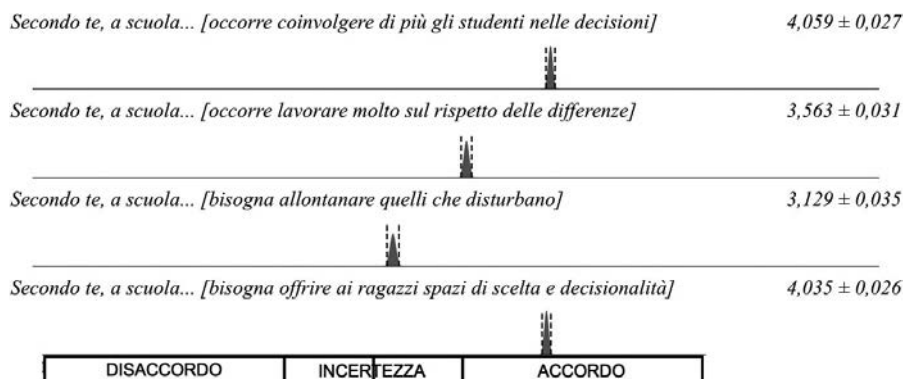 Secondo te, a scuola... [occorre coinvolgere di più gli studenti nelle decisioni] 4,059 ± 0,027
Secondo te, a scuola... [occorre lavorare molto sul rispetto delle differenze] 3,563 ± 0,031
Secondo te, a scuola... [bisogna allontanare quelli che disturbano] 3,129 ± 0,035
Secondo te, a scuola... [bisogna offrire ai ragazzi spazi di scelta e decisionalità] 4,035 ± 0,026
DISACCORDO INCERTEZZA ACCORDO